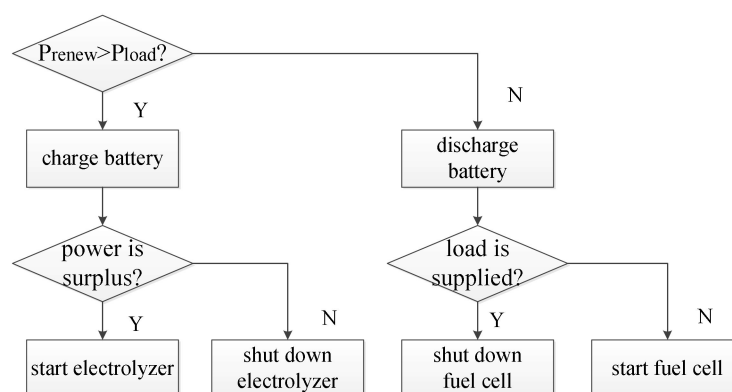 Prenew>Pload?
Y
N
charge battery
discharge
battery
power is
surplus?
load is
supplied?
Y
N
Y
N
start electrolyzer
shut down
electrolyzer
shut down
fuel cell
start fuel cell